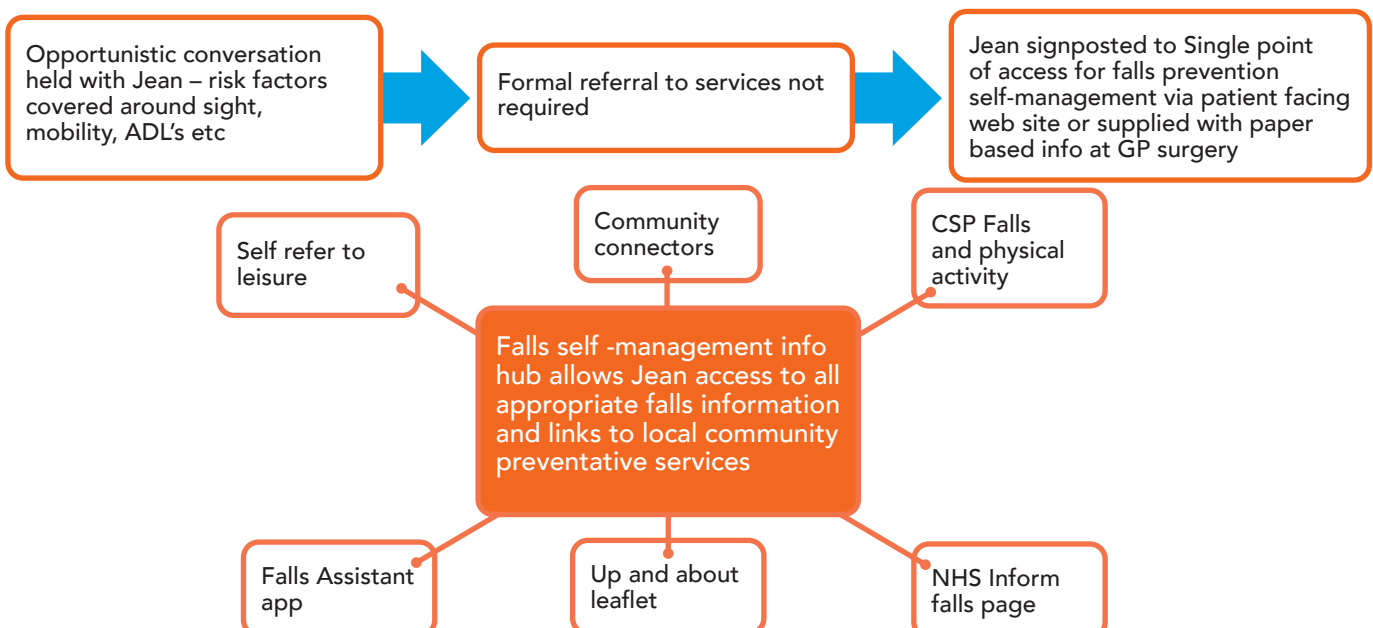 Opportunistic conversation
held with Jean – risk factors
covered around sight,
mobility, ADL’s etc
Formal referral to services not
required
Jean signposted to Single point
of access for falls prevention
self-management via patient facing
web site or supplied with paper
based info at GP surgery
Self refer to
leisure
Community
connectors
CSP Falls
and physical
activity
Falls self -management info
hub allows Jean access to all
appropriate falls information
and links to local community
preventative services
Falls Assistant
app
Up and about
leaflet
NHS Inform
falls page